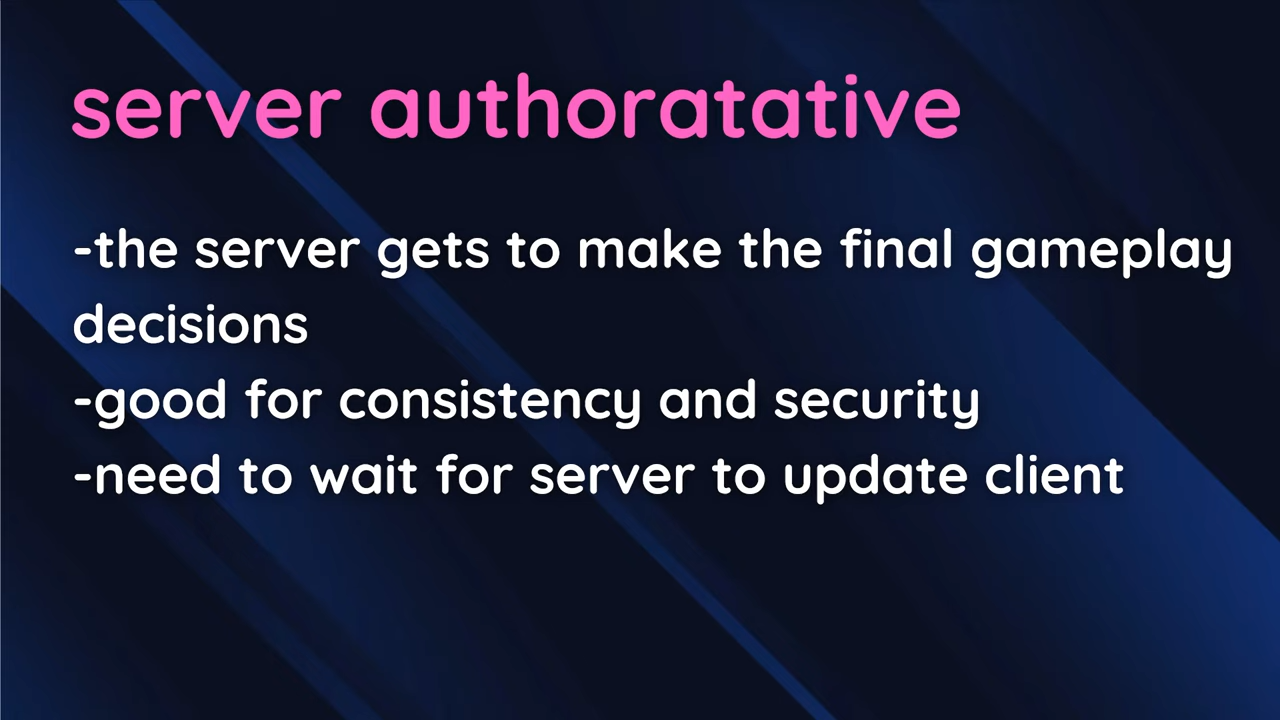 server authoratative
-the server gets to make the final gameplay
decisions
-good for consistency and security
-need to wait for server to update client